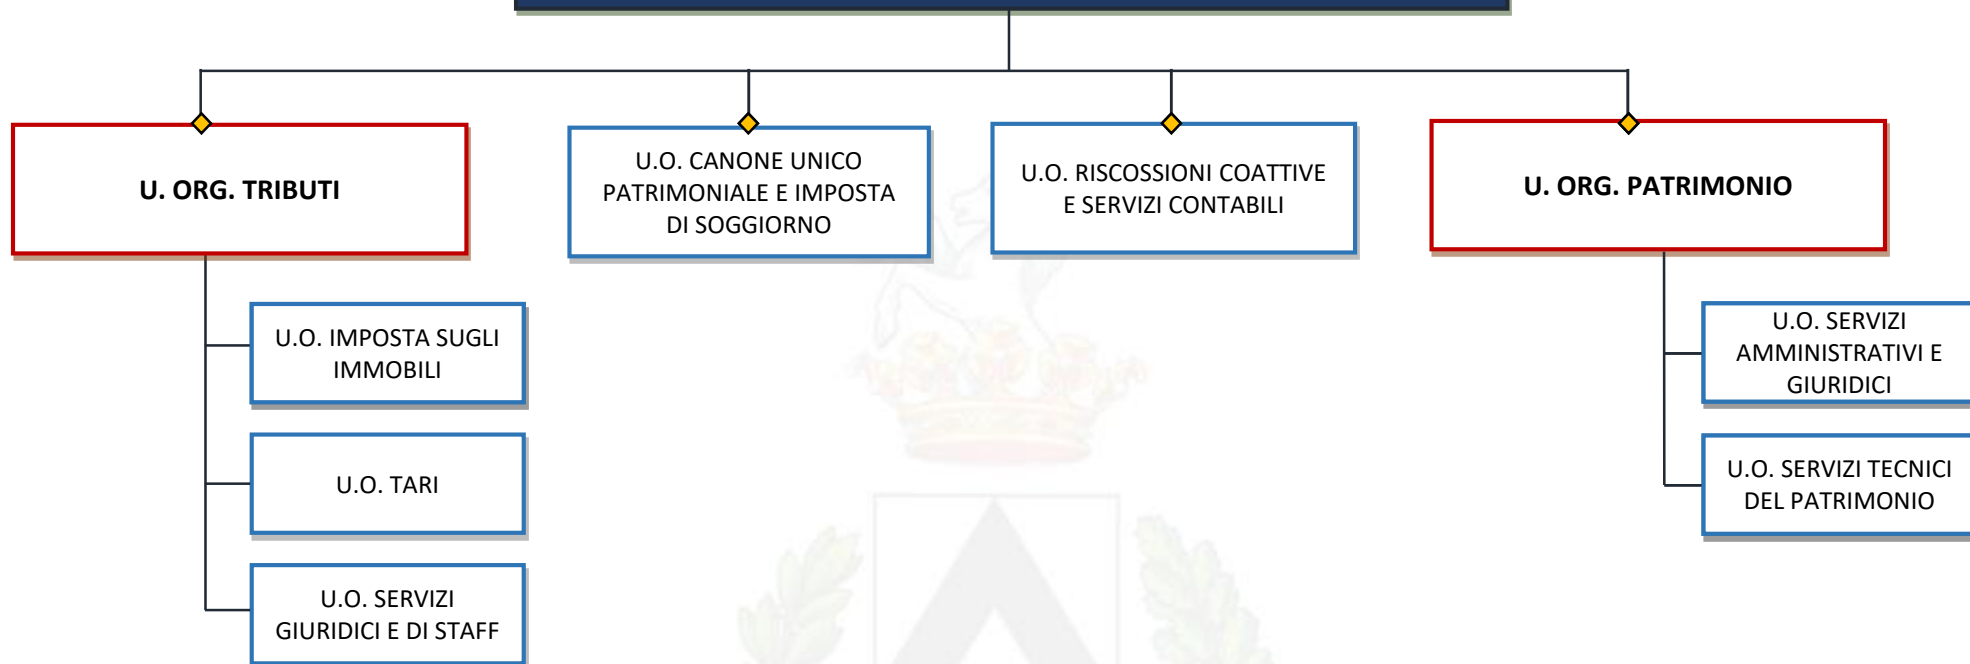 U. ORG. TRIBUTI
U.O. CANONE UNICO
PATRIMONIALE E IMPOSTA
DI SOGGIORNO
U.O. RISCOSSIONI COATTIVE
E SERVIZI CONTABILI
U. ORG. PATRIMONIO
U.O. IMPOSTA SUGLI
IMMOBILI
U.O. TARI
U.O. SERVIZI
GIURIDICI E DI STAFF
U.O. SERVIZI
AMMINISTRATIVI E
GIURIDICI
U.O. SERVIZI TECNICI
DEL PATRIMONIO